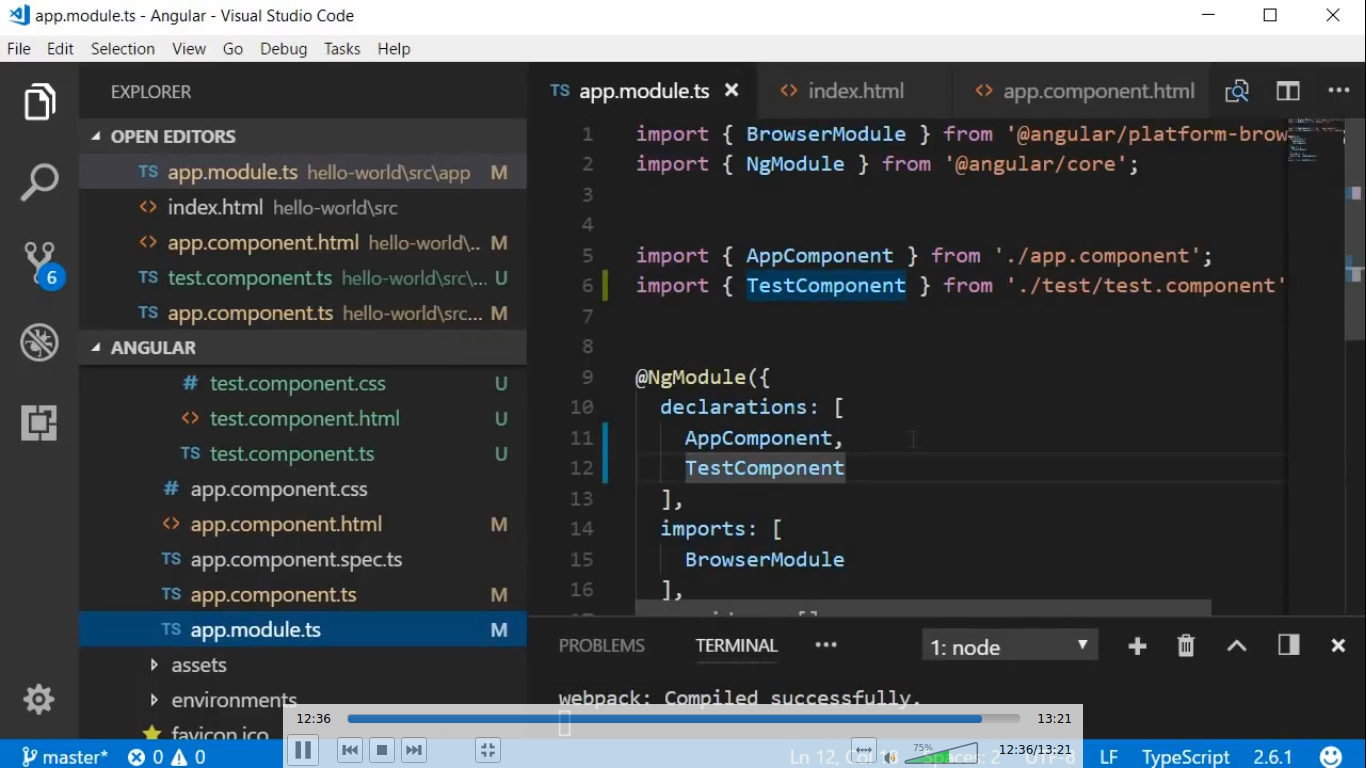 app.module.ts - Angular - Visual Studio Code
File Edit Selection View Go Debug Tasks Help
EXPLORER
OPEN EDITORS
TS app.module.ts hello-world\src\app M
<> index.html hello-world\src
<> app.component.html hello-world\.. M
TS test.component.ts hello-world\src\... U
TS app.component.ts hello-world\src... M
ANGULAR
# test.component.css U
<> test.component.html U
TS test.component.ts U
# app.component.css
<> app.component.html M
TS app.component.spec.ts
TS app.component.ts M
TS app.module.ts M
assets
environments
favicon.ico
6
TS app.module.ts <> index.html <> app.component.html ...
1 import { BrowserModule } from '@angular/platform-brow
2 import { NgModule } from '@angular/core';
3
4
5 import { AppComponent } from './app.component';
6 import { TestComponent } from './test/test.component'
7
8
9 @NgModule({
10 declarations: [
11 AppComponent,
12 TestComponent
13 ],
14 imports: [
15 BrowserModule
16 ],
PROBLEMS TERMINAL ... 1: node
webpack: Compiled successfully.
12:36 13:21
75% 12:36/13:21
master* 0 0 Ln 12, Col 18 Spaces: 2 UTF-8 LF TypeScript 2.6.1